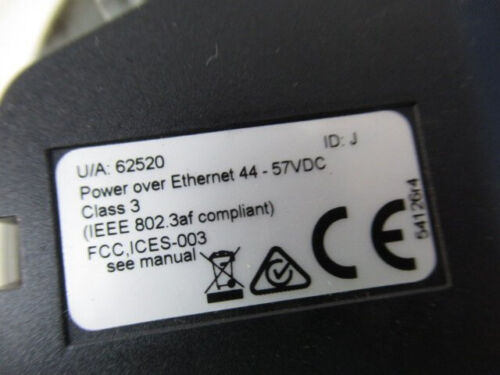 U/A: 62520
ID: J
Power over Ethernet 44 - 57VDC
Class 3
(IEEE 802.3af compliant)
FCC,ICES-003
see manual
CE
54126r4